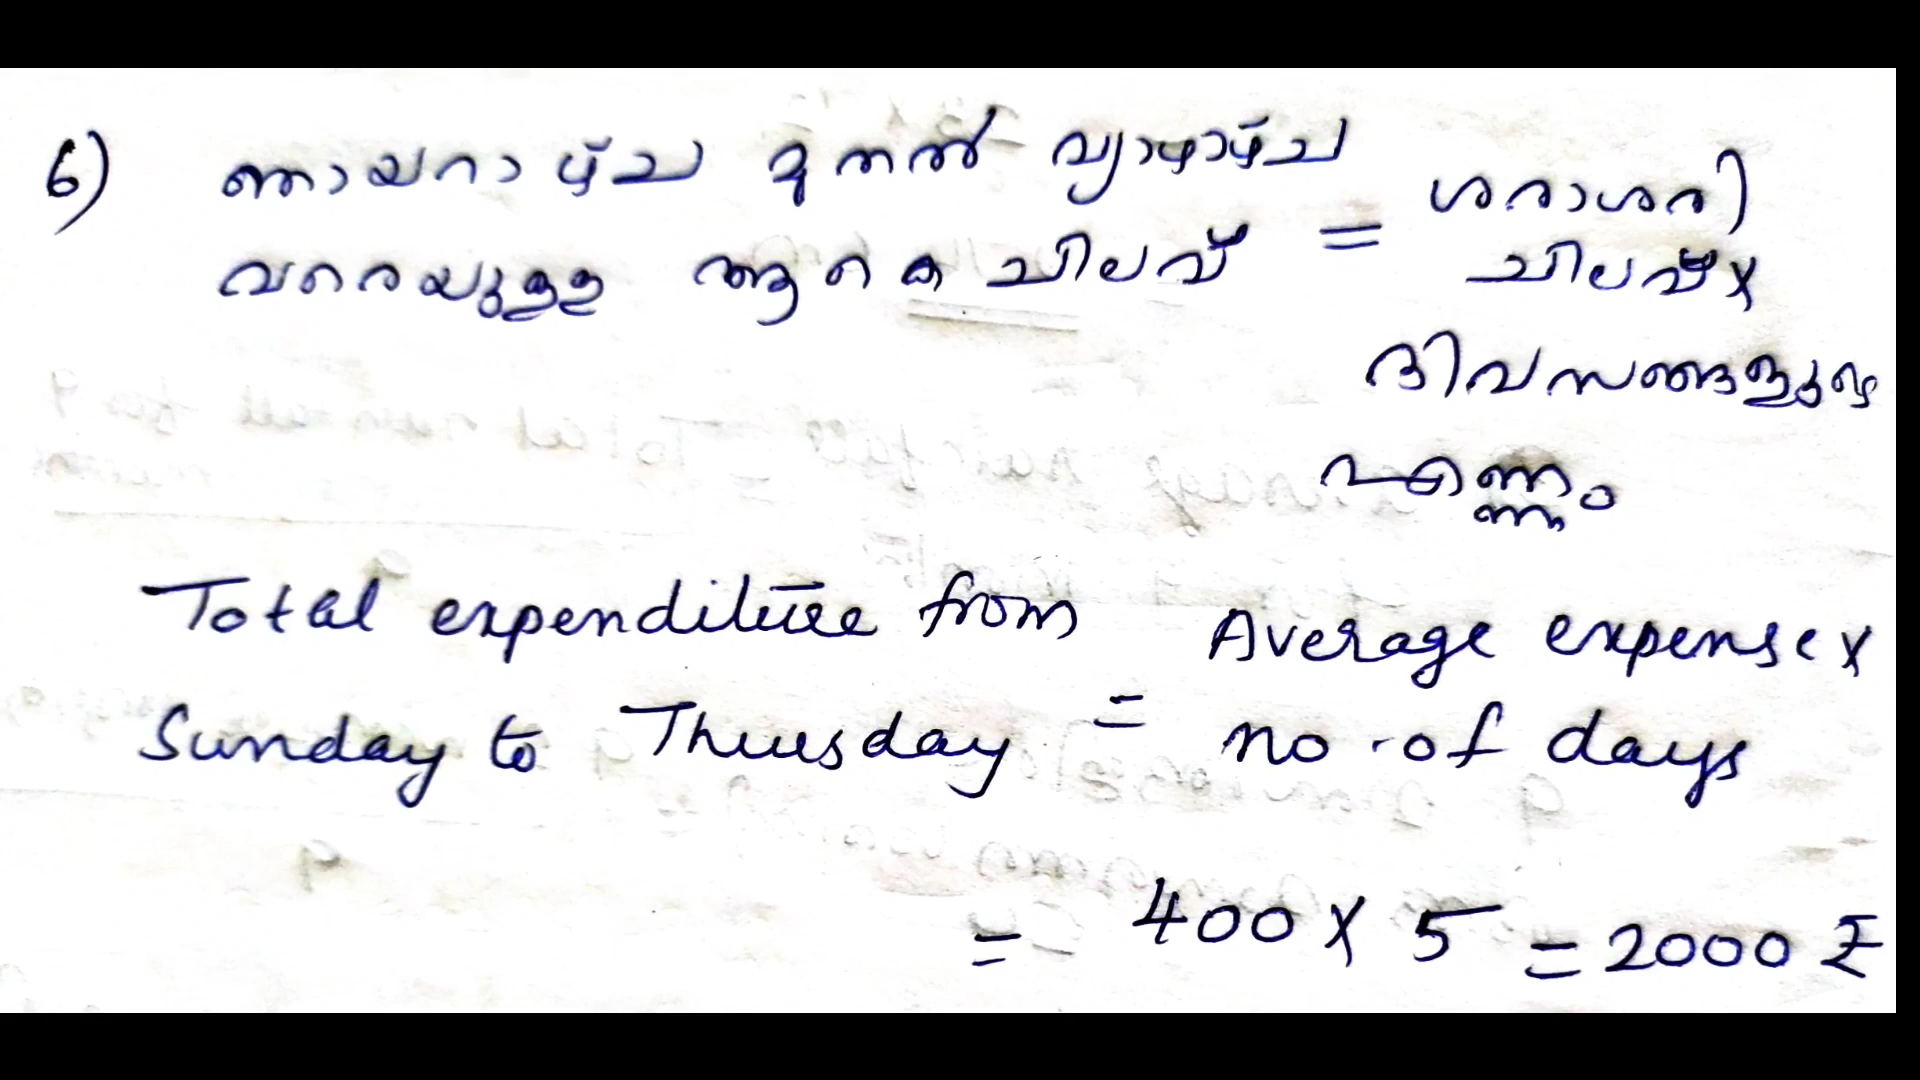 6) ഞായറാഴ്ച മുതൽ വ്യാഴാഴ്ച = ശരാശരി
വരെയുള്ള ആകെ ചിലവ് ചിലവ് x
ദിവസങ്ങളുടെ
എണ്ണം
Total expenditure from = Average expense x
Sunday to Thursday no. of days
= 400 x 5 = 2000 ₹